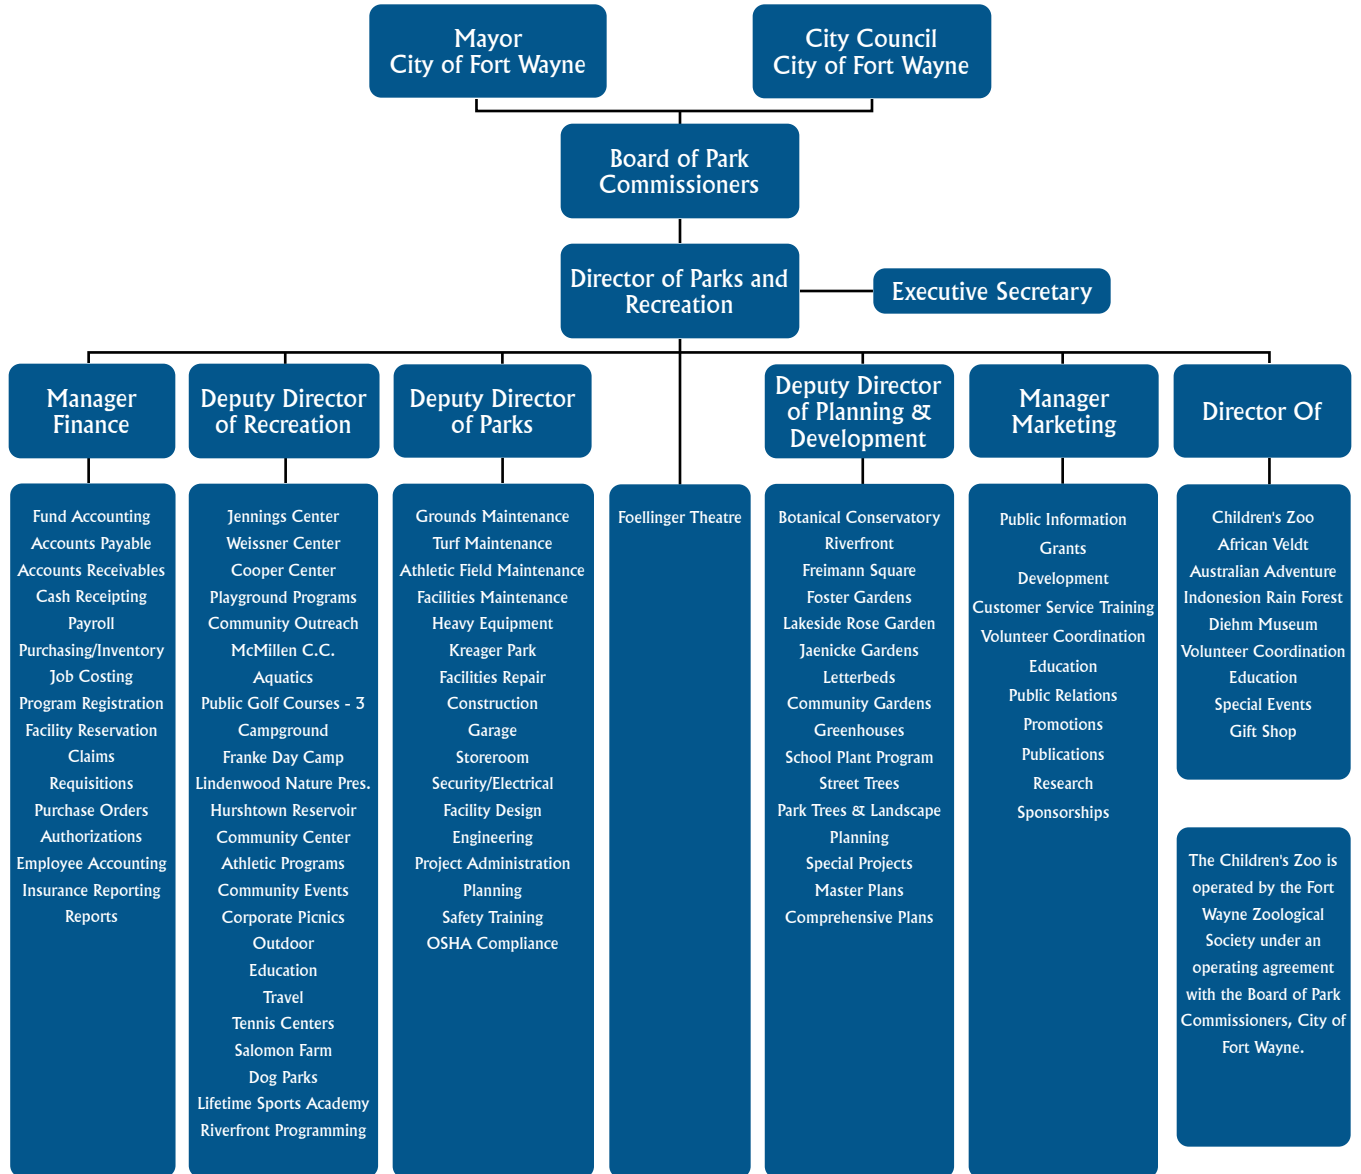 Mayor
City of Fort Wayne
City Council
City of Fort Wayne
Board of Park
Commissioners
Director of Parks and
Recreation
Executive Secretary
Manager
Finance
Fund Accounting
Accounts Payable
Accounts Receivables
Cash Receipting
Payroll
Purchasing/Inventory
Job Costing
Program Registration
Facility Reservation
Claims
Requisitions
Purchase Orders
Authorizations
Employee Accounting
Insurance Reporting
Reports
Deputy Director
of Recreation
Jennings Center
Weissner Center
Cooper Center
Playground Programs
Community Outreach
McMillen C.C.
Aquatics
Public Golf Courses - 3
Campground
Franke Day Camp
Lindenwood Nature Pres.
Hurshtown Reservoir
Community Center
Athletic Programs
Community Events
Corporate Picnics
Outdoor
Education
Travel
Tennis Centers
Salomon Farm
Dog Parks
Lifetime Sports Academy
Riverfront Programming
Deputy Director
of Parks
Grounds Maintenance
Turf Maintenance
Athletic Field Maintenance
Facilities Maintenance
Heavy Equipment
Kreager Park
Facilities Repair
Construction
Garage
Storeroom
Security/Electrical
Facility Design
Engineering
Project Administration
Planning
Safety Training
OSHA Compliance
Foellinger Theatre
Deputy Director
of Planning &
Development
Botanical Conservatory
Riverfront
Freimann Square
Foster Gardens
Lakeside Rose Garden
Jaenicke Gardens
Letterbeds
Community Gardens
Greenhouses
School Plant Program
Street Trees
Park Trees & Landscape
Planning
Special Projects
Master Plans
Comprehensive Plans
Manager
Marketing
Public Information
Grants
Development
Customer Service Training
Volunteer Coordination
Education
Public Relations
Promotions
Publications
Research
Sponsorships
Director Of
Children's Zoo
African Veldt
Australian Adventure
Indonesion Rain Forest
Diehm Museum
Volunteer Coordination
Education
Special Events
Gift Shop
The Children's Zoo is
operated by the Fort
Wayne Zoological
Society under an
operating agreement
with the Board of Park
Commissioners, City of
Fort Wayne.